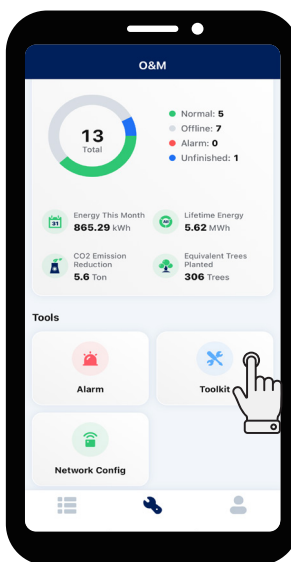 O&M
13
Total
Normal: 5
Offline: 7
Alarm: 0
Unfinished: 1
31
Energy This Month
865.29 kWh
All
Lifetime Energy
5.62 MWh
CO2 Emission
Reduction
5.6 Ton
Equivalent Trees
Planted
306 Trees
Tools
Alarm
Toolkit
Network Config